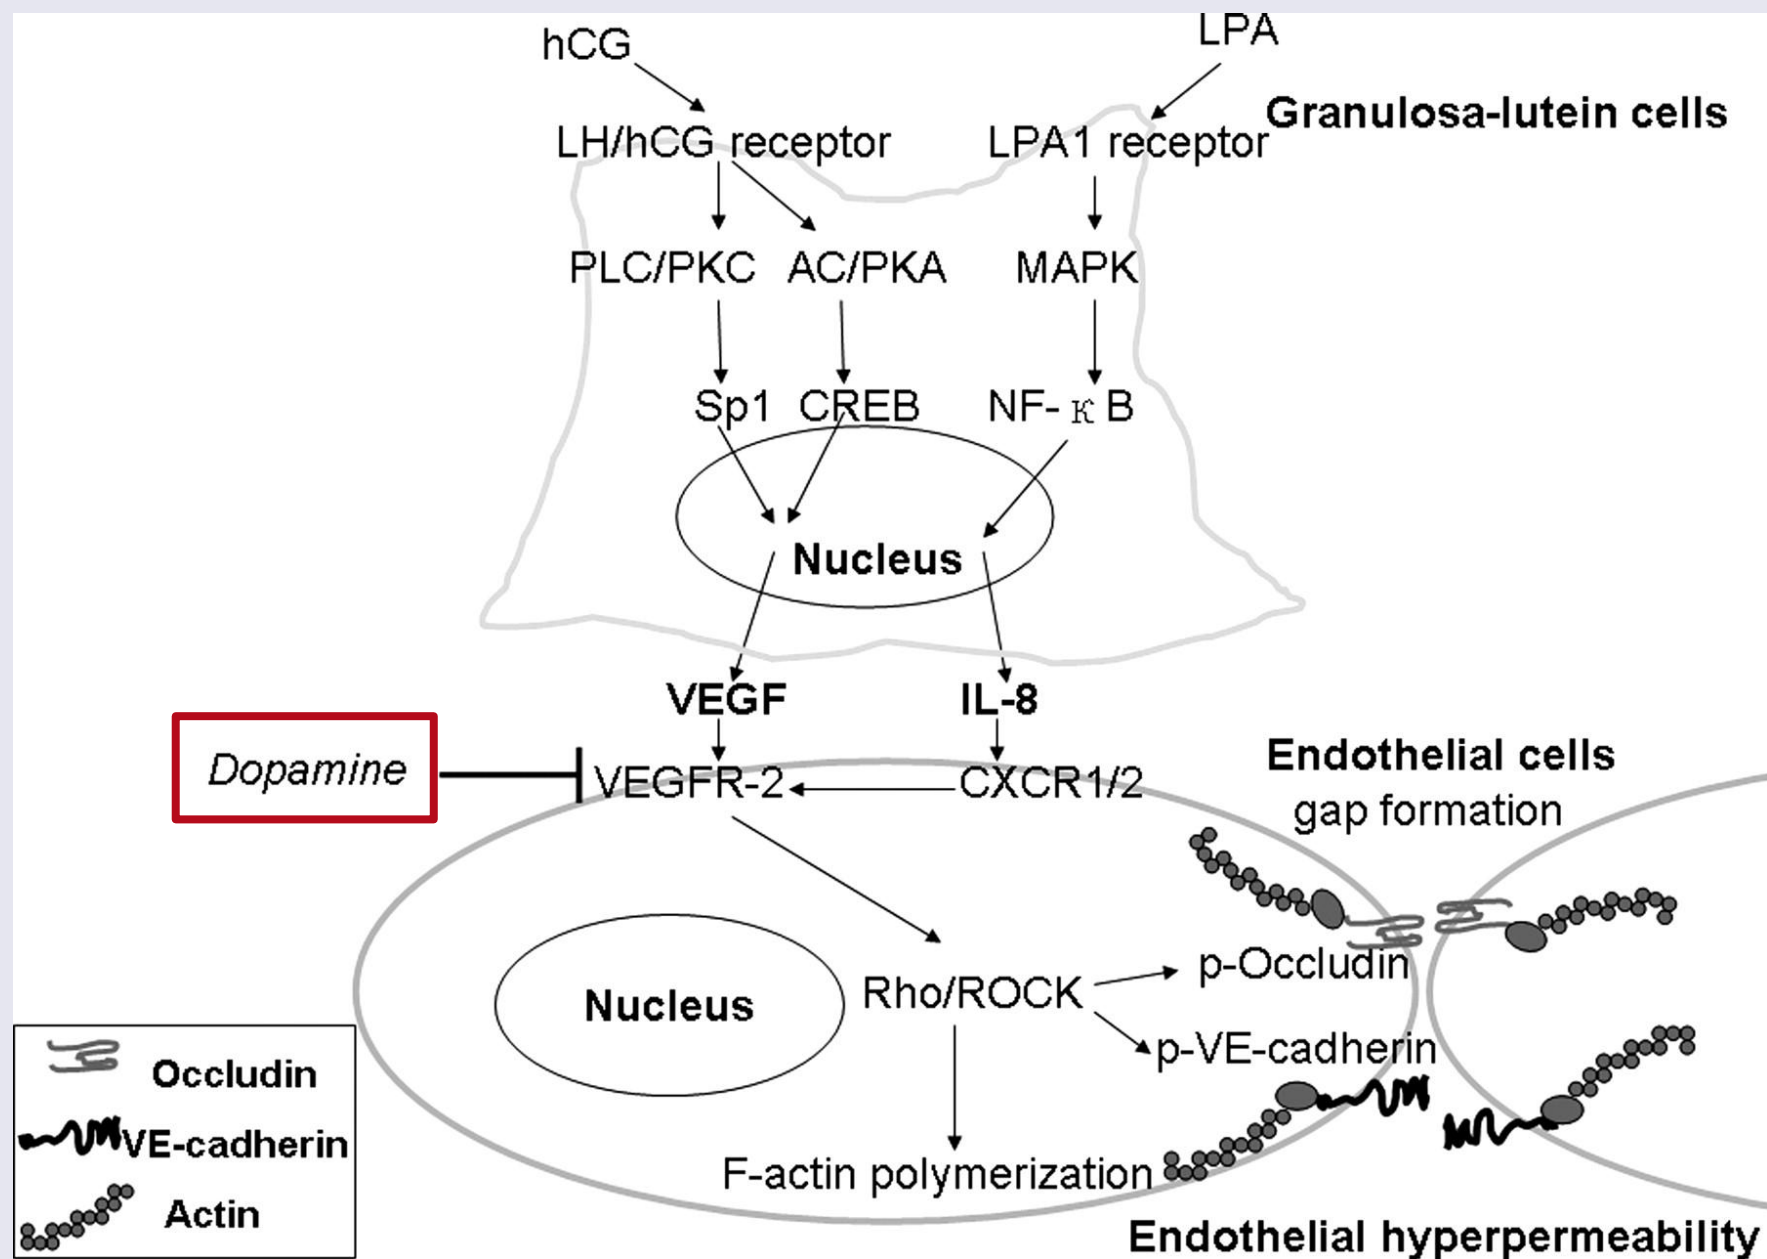 hCG
LPA
Granulosa-lutein cells
LH/hCG receptor
LPA1 receptor
PLC/PKC
AC/PKA
MAPK
Sp1
CREB
NF-κB
Nucleus
VEGF
IL-8
Dopamine
VEGFR-2
CXCR1/2
Endothelial cells
gap formation
p-Occludin
Rho/ROCK
Nucleus
p-VE-cadherin
F-actin polymerization
Endothelial hyperpermeability
Occludin
VE-cadherin
Actin